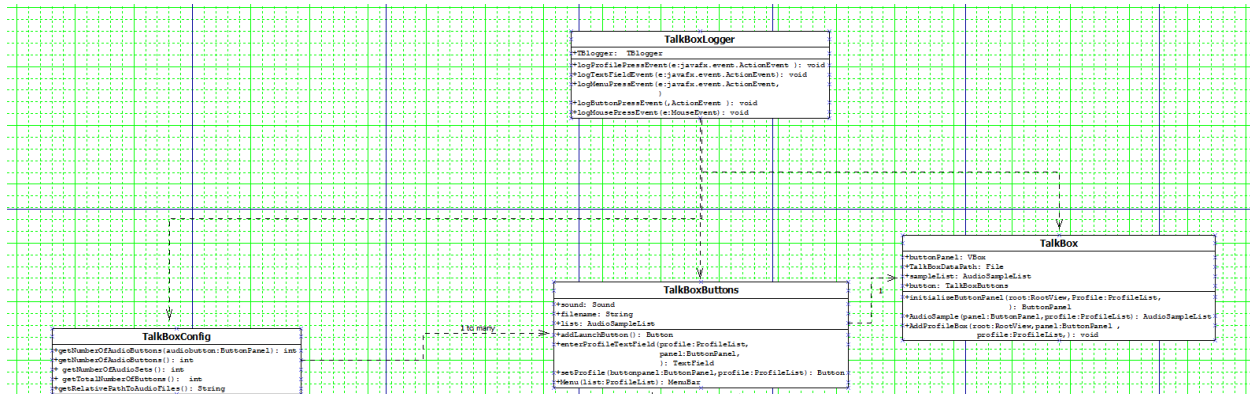 TalkBoxLogger
+TBlogger: TBlogger
+logProfilePressEvent(e:javafx.event.ActionEvent ): void
+logTextFieldEvent(e:javafx.event.ActionEvent): void
+logMenuPressEvent(e:javafx.event.ActionEvent,
)
+logButtonPressEvent(,ActionEvent ): void
+logMousePressEvent(e:MouseEvent): void
TalkBox
+buttonPanel: VBox
+TalkBoxDataPath: File
+sampleList: AudioSampleList
+button: TalkBoxButtons
+initializeButtonPanel(root:RootView,Profile:ProfileList,
): ButtonPanel
+AudioSample(panel:ButtonPanel,profile:ProfileList): AudioSampleList
+AddProfileBox(root:RootView,panel:ButtonPanel ,
profile:ProfileList,): void
1
TalkBoxButtons
+sound: Sound
+filename: String
+list: AudioSampleList
+addLaunchButton(): Button
+enterProfileTextField(profile:ProfileList,
panel:ButtonPanel,
): TextField
+setProfile(buttonpanel:ButtonPanel,profile:ProfileList): Button
+Menu(list:ProfileList): MenuBar
1 to many
TalkBoxConfig
+getNumberOfAudioButtons(audiobutton:ButtonPanel): int
+getNumberOfAudioButtons(): int
+ getNumberOfAudioSets(): int
+ getTotalNumberOfButtons(): int
+getRelativePathToAudioFiles(): String